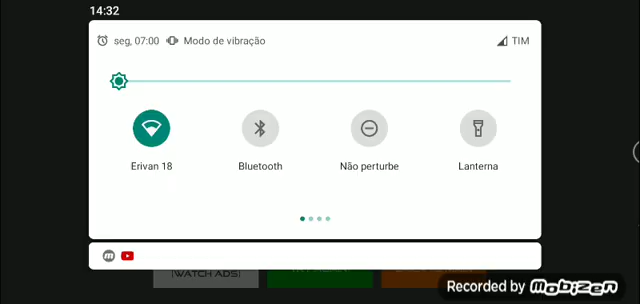 14:32
seg, 07:00 Modo de vibração TIM
Erivan 18 Bluetooth Não perturbe Lanterna
[WATCH ADS]
Recorded by Mobizen